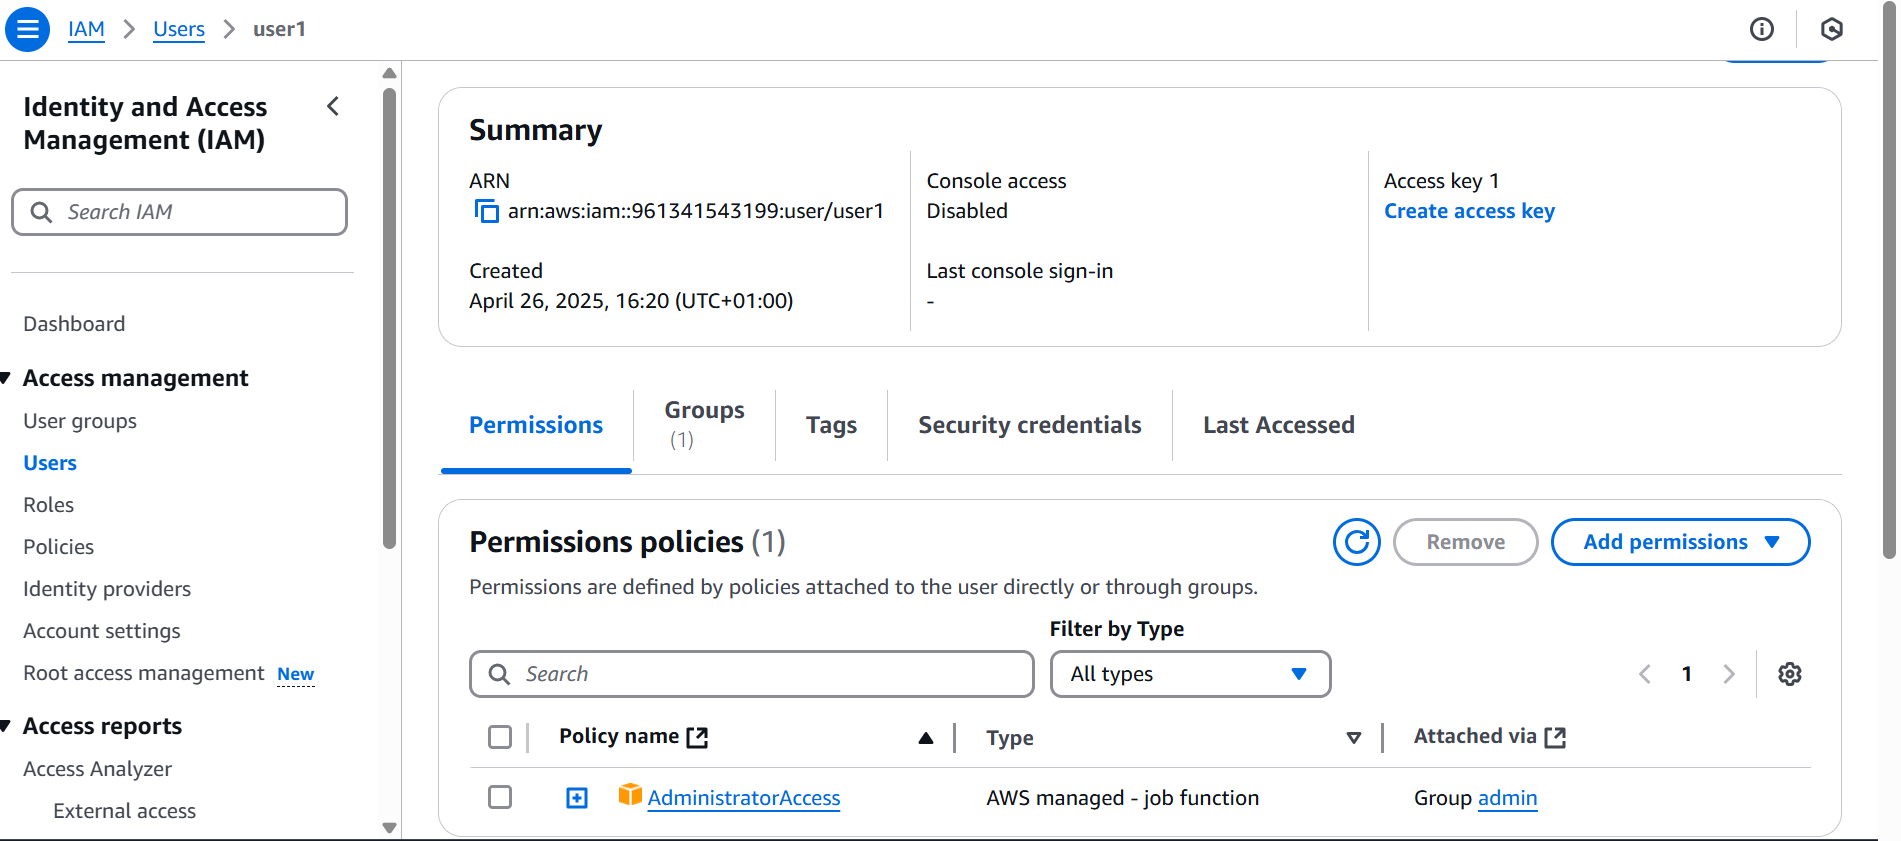 IAM > Users > user1
Identity and Access
Management (IAM)
Search IAM
Dashboard
Access management
User groups
Users
Roles
Policies
Identity providers
Account settings
Root access management New
Access reports
Access Analyzer
External access
Summary
ARN
arn:aws:iam::961341543199:user/user1
Created
April 26, 2025, 16:20 (UTC+01:00)
Console access
Disabled
Last console sign-in
-
Access key 1
Create access key
Permissions
Groups
(1)
Tags
Security credentials
Last Accessed
Permissions policies (1)
Remove
Add permissions
Permissions are defined by policies attached to the user directly or through groups.
Filter by Type
Search
All types
1
Policy name
Type
Attached via
AdministratorAccess
AWS managed - job function
Group admin